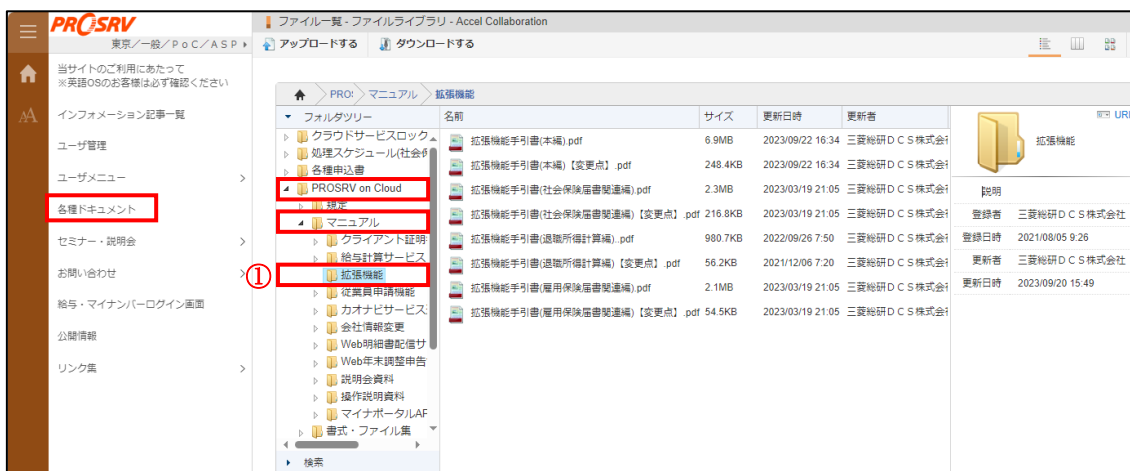 ファイル一覧 - ファイルライブラリ - Accel Collaboration
PROSRV
東京／一般／ＰｏＣ／ＡＳＰ
アップロードする ダウンロードする
当サイトのご利用にあたって
※英語OSのお客様は必ず確認ください
インフォメーション記事一覧
ユーザ管理
ユーザメニュー
各種ドキュメント
セミナー・説明会
お問い合わせ
給与・マイナンバーログイン画面
公開情報
リンク集
PRO: マニュアル 拡張機能
フォルダツリー
クラウドサービスロック
処理スケジュール(社会保
各種申込書
PROSRV on Cloud
規定
マニュアル
クライアント証明
給与計算サービス
① 拡張機能
従業員申請機能
カオナビサービス
会社情報変更
Web明細書配信サ
Web年末調整申告
説明会資料
操作説明資料
マイナポータルAF
書式・ファイル集
検索
名前 サイズ 更新日時 更新者
拡張機能手引書(本編).pdf 6.9MB 2023/09/22 16:34 三菱総研ＤＣＳ株式会
拡張機能手引書(本編)【変更点】.pdf 248.4KB 2023/09/22 16:34 三菱総研ＤＣＳ株式会
拡張機能手引書(社会保険届書関連編).pdf 2.3MB 2023/03/19 21:05 三菱総研ＤＣＳ株式会
拡張機能手引書(社会保険届書関連編)【変更点】.pdf 216.8KB 2023/03/19 21:05 三菱総研ＤＣＳ株式会
拡張機能手引書(退職所得計算編)..pdf 980.7KB 2022/09/26 7:50 三菱総研ＤＣＳ株式会
拡張機能手引書(退職所得計算編)【変更点】.pdf 56.2KB 2021/12/06 7:20 三菱総研ＤＣＳ株式会
拡張機能手引書(雇用保険届書関連編).pdf 2.1MB 2023/03/19 21:05 三菱総研ＤＣＳ株式会
拡張機能手引書(雇用保険届書関連編)【変更点】.pdf 54.5KB 2023/03/19 21:05 三菱総研ＤＣＳ株式会
URL
拡張機能
説明
登録者 三菱総研ＤＣＳ株式会社
登録日時 2021/08/05 9:26
更新者 三菱総研ＤＣＳ株式会社
更新日時 2023/09/20 15:49